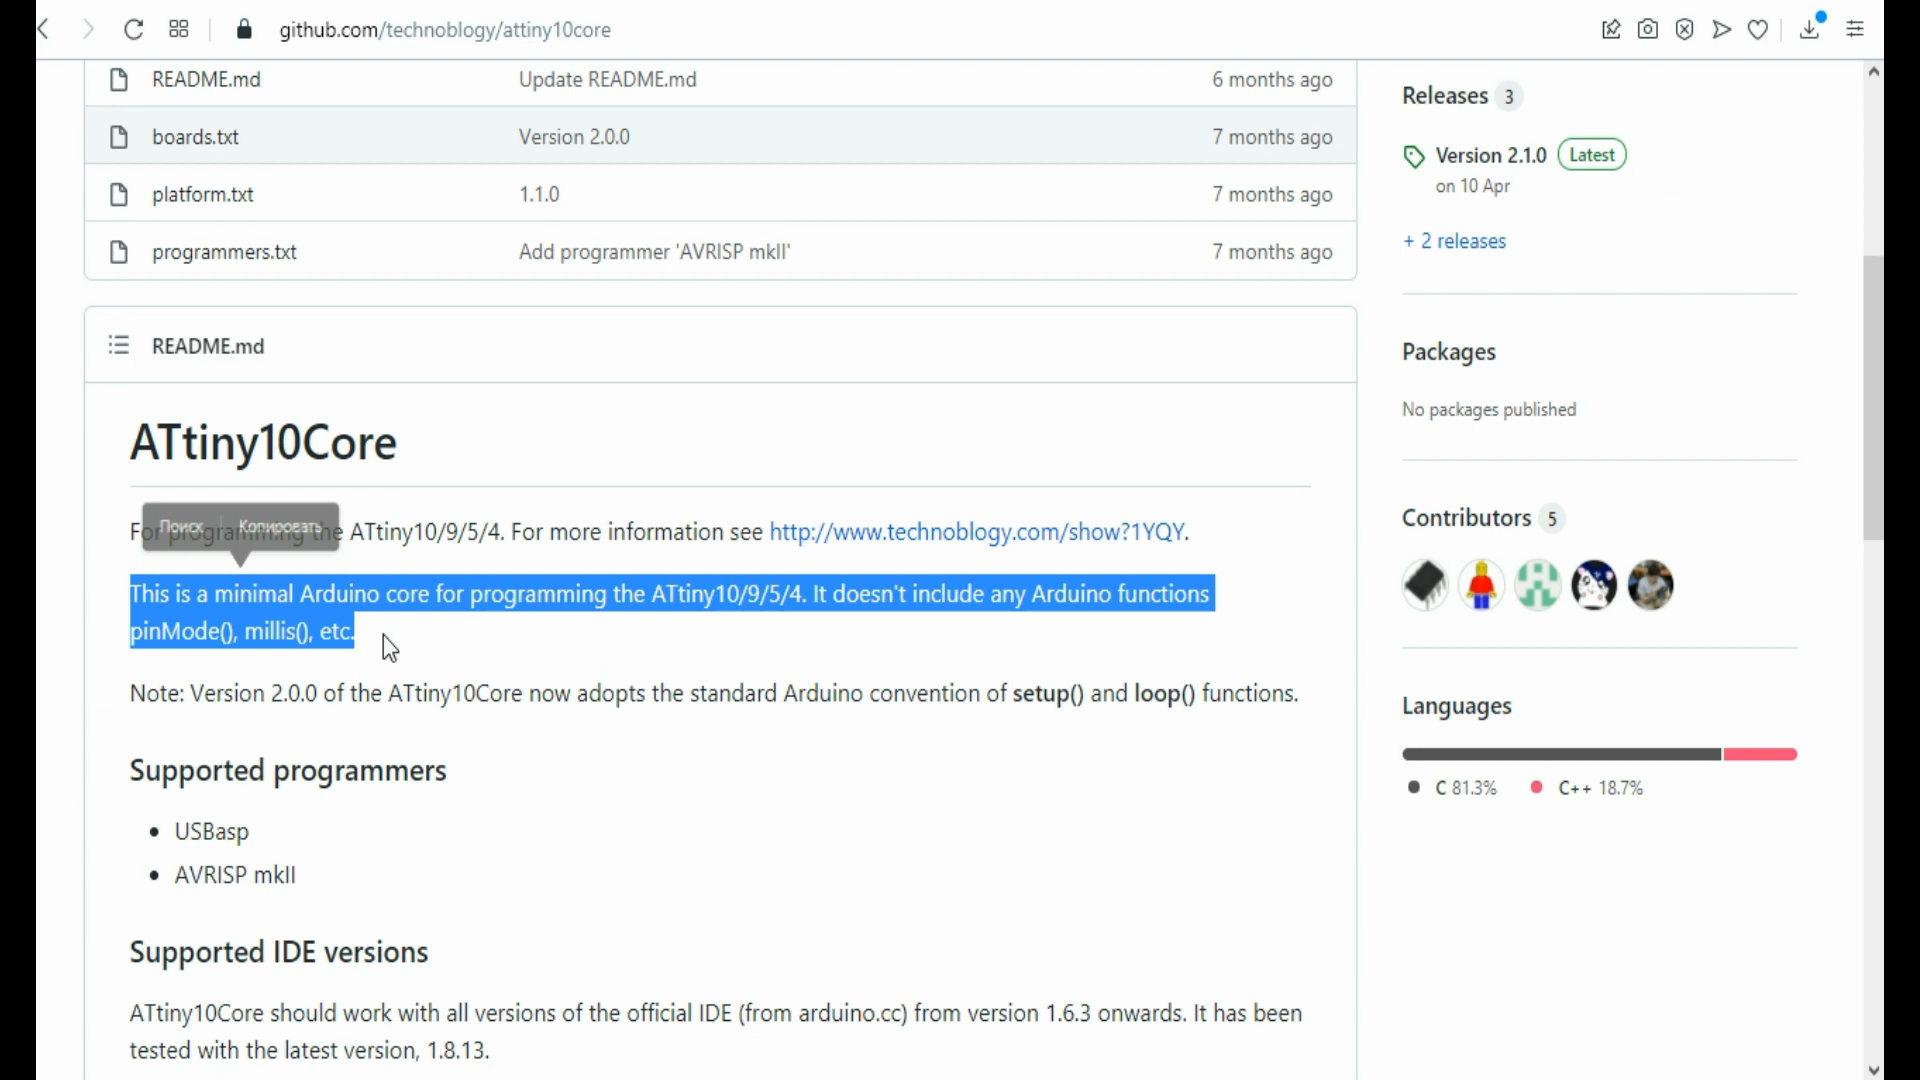 github.com/technoblogy/attiny10core
README.md Update README.md 6 months ago
boards.txt Version 2.0.0 7 months ago
platform.txt 1.1.0 7 months ago
programmers.txt Add programmer 'AVRISP mkII' 7 months ago
README.md
ATtiny10Core
Поиск Копировать
For programming the ATtiny10/9/5/4. For more information see http://www.technoblogy.com/show?1YQY.
This is a minimal Arduino core for programming the ATtiny10/9/5/4. It doesn't include any Arduino functions
pinMode(), millis(), etc.
Note: Version 2.0.0 of the ATtiny10Core now adopts the standard Arduino convention of setup() and loop() functions.
Supported programmers
• USBasp
• AVRISP mkII
Supported IDE versions
ATtiny10Core should work with all versions of the official IDE (from arduino.cc) from version 1.6.3 onwards. It has been
tested with the latest version, 1.8.13.
Releases 3
Version 2.1.0 Latest
on 10 Apr
+ 2 releases
Packages
No packages published
Contributors 5
Languages
C 81.3% C++ 18.7%